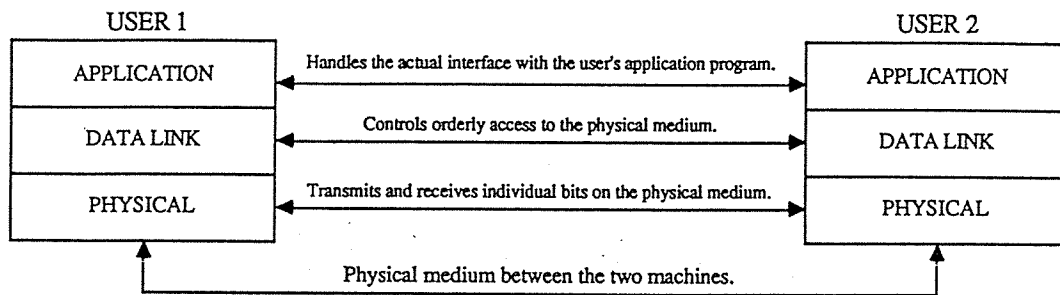 USER 1
USER 2
APPLICATION
Handles the actual interface with the user's application program.
APPLICATION
DATA LINK
Controls orderly access to the physical medium.
DATA LINK
PHYSICAL
Transmits and receives individual bits on the physical medium.
PHYSICAL
Physical medium between the two machines.